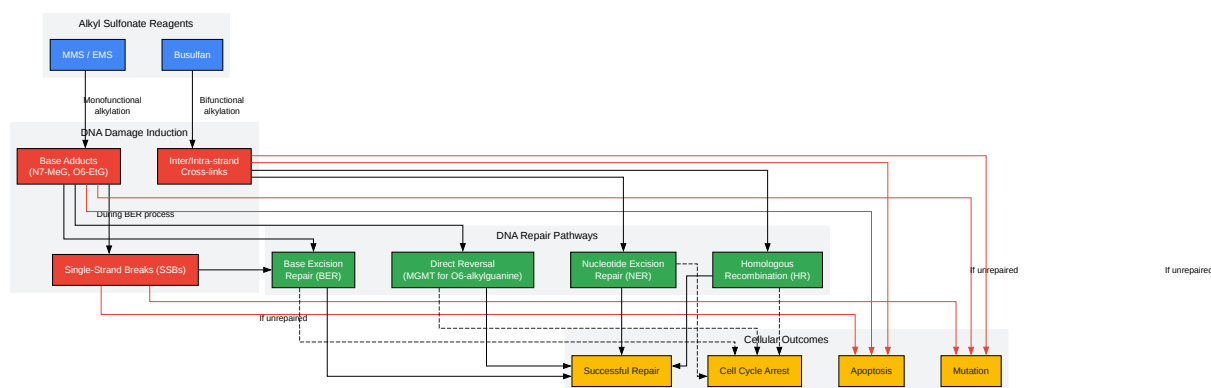 Alkyl Sulfonate Reagents
MMS / EMS
Busulfan
Monofunctional
alkylation
Bifunctional
alkylation
DNA Damage Induction
Base Adducts
(N7-MeG, O6-EtG)
Inter/Intra-strand
Cross-links
During BER process
DNA Repair Pathways
Single-Strand Breaks (SSBs)
Base Excision
Repair (BER)
Direct Reversal
(MGMT for O6-alkylguanine)
Nucleotide Excision
Repair (NER)
Homologous
Recombination (HR)
If unrepaired
If unrepaired
If unrepaired
Cellular Outcomes
Successful Repair
Cell Cycle Arrest
Apoptosis
Mutation